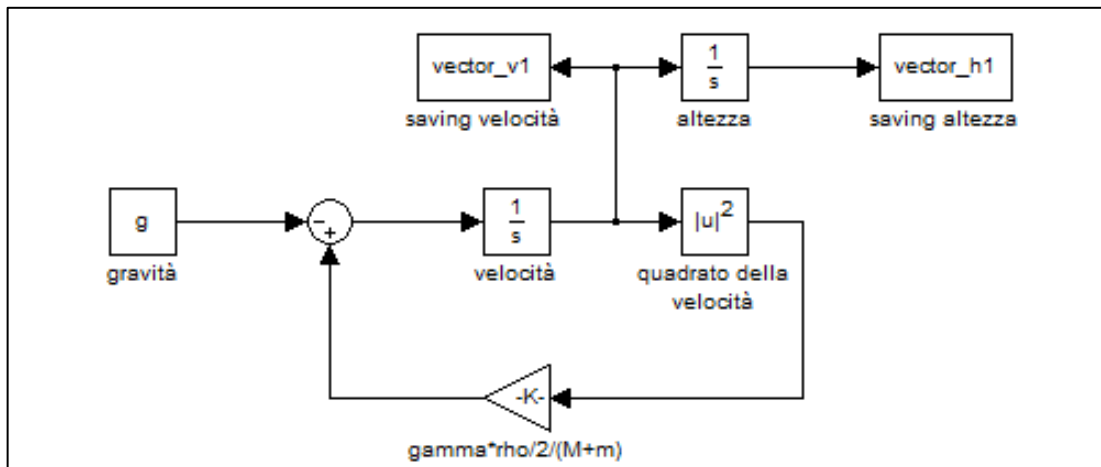 vector_v1
saving velocità
1
s
altezza
vector_h1
saving altezza
g
gravità
-
+
1
s
velocità
|u|²
quadrato della
velocità
-K-
gamma*rho/2/(M+m)